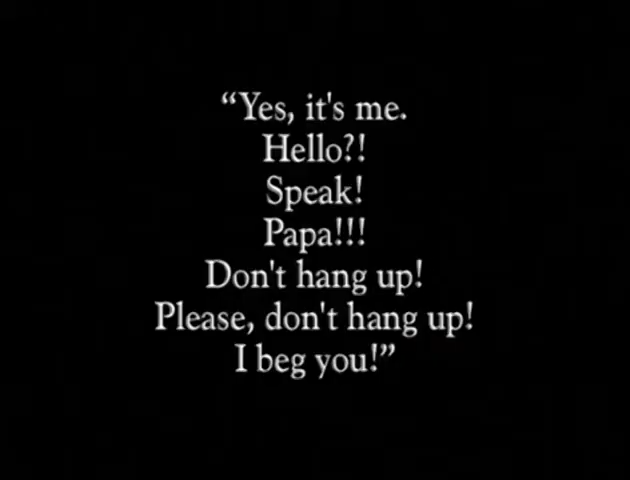 “Yes, it's me.
Hello?!
Speak!
Papa!!!
Don't hang up!
Please, don't hang up!
I beg you!”